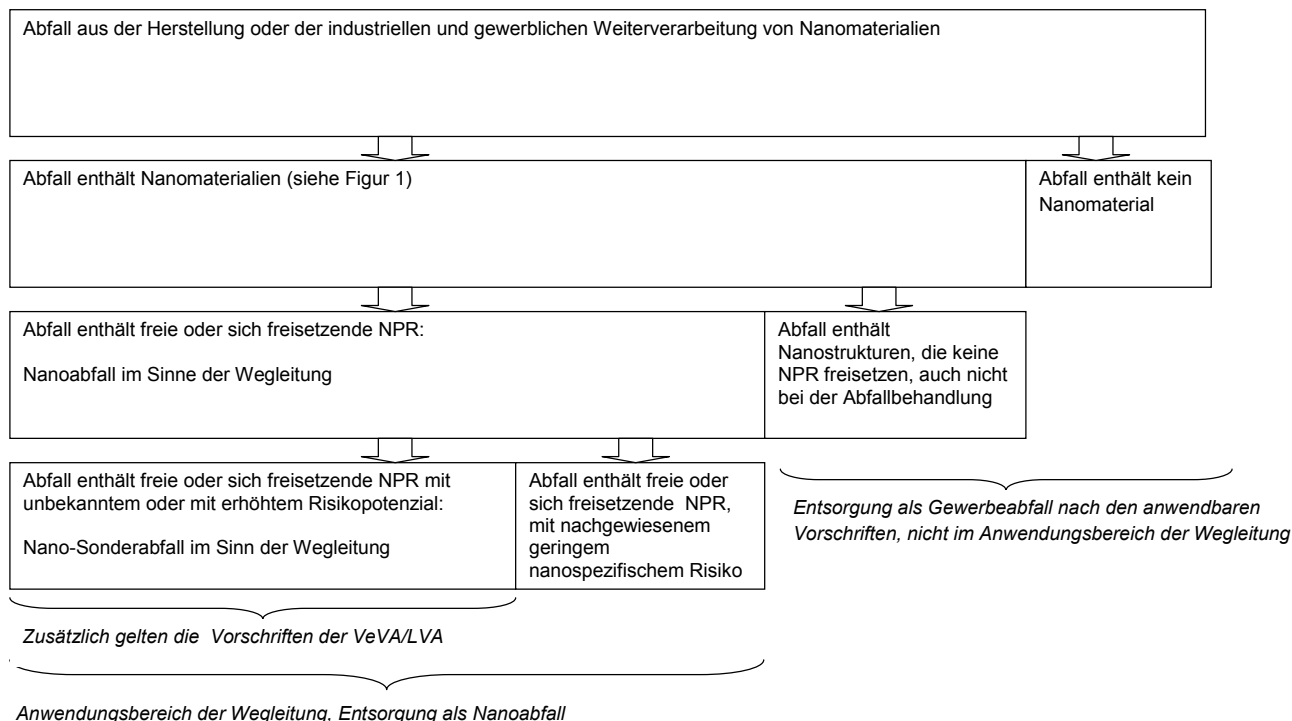 Abfall aus der Herstellung oder der industriellen und gewerblichen Weiterverarbeitung von Nanomaterialien
Abfall enthält Nanomaterialien (siehe Figur 1)
Abfall enthält kein
Nanomaterial
Abfall enthält freie oder sich freisetzende NPR:
Nanoabfall im Sinne der Wegleitung
Abfall enthält
Nanostrukturen, die keine
NPR freisetzen, auch nicht
bei der Abfallbehandlung
Abfall enthält freie oder sich freisetzende NPR mit
unbekanntem oder mit erhöhtem Risikopotenzial:
Nano-Sonderabfall im Sinn der Wegleitung
Abfall enthält freie oder
sich freisetzende NPR,
mit nachgewiesenem
geringem
nanospezifischem Risiko
Entsorgung als Gewerbeabfall nach den anwendbaren
Vorschriften, nicht im Anwendungsbereich der Wegleitung
Zusätzlich gelten die Vorschriften der VeVA/LVA
Anwendungsbereich der Wegleitung, Entsorgung als Nanoabfall